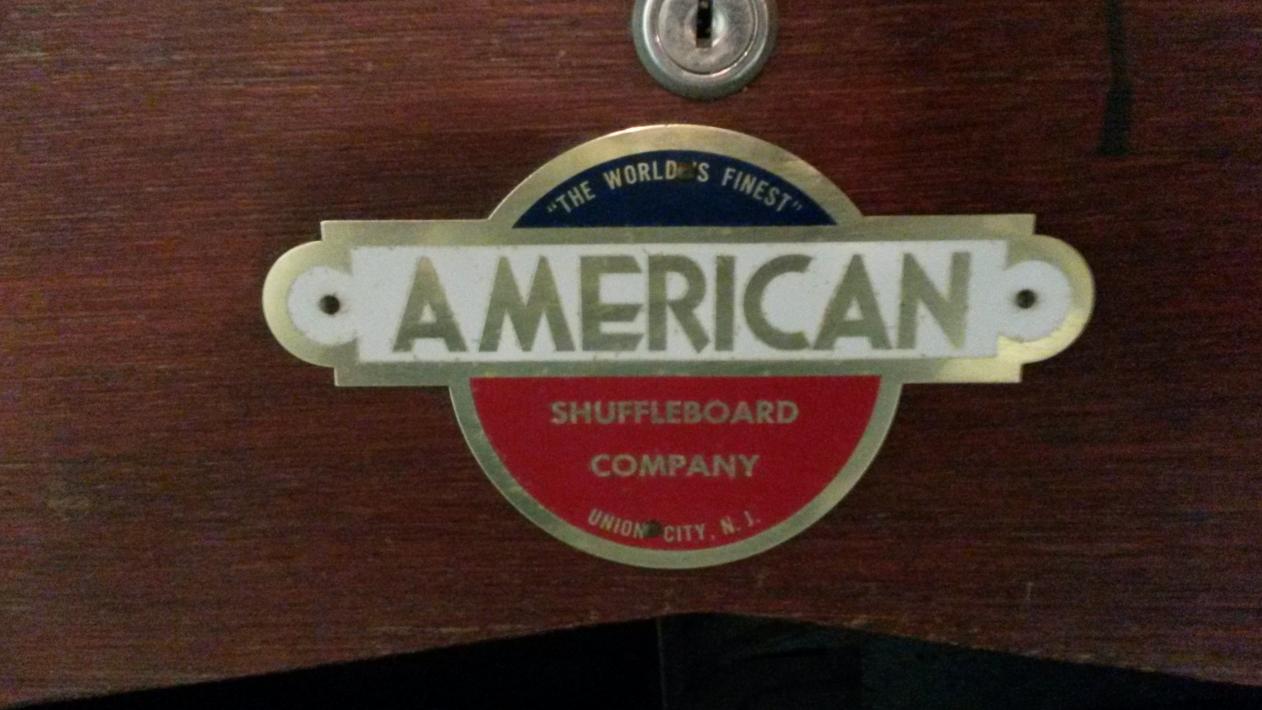 "THE WORLD'S FINEST"
AMERICAN
SHUFFLEBOARD
COMPANY
UNION CITY, N. J.